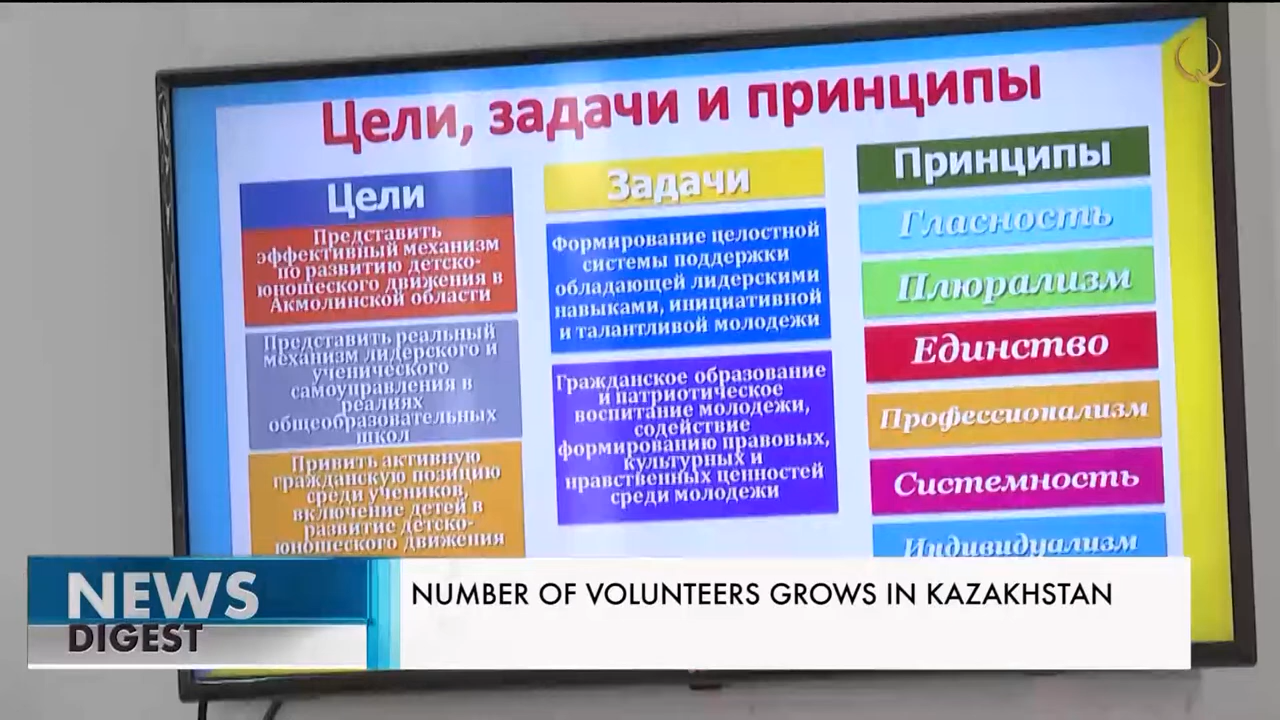 Цели, задачи и принципы
Цели
Представить
эффективный механизм
по развитию детско-
юношеского движения в
Акмолинской области
Представить реальный
механизм лидерского и
ученического
самоуправления в
реалиях
общеобразовательных
школ
Привить активную
гражданскую позицию
среди учеников,
включение детей в
развитие детско-
юношеского движения
Задачи
Формирование целостной
системы поддержки
обладающей лидерскими
навыками, инициативной
и талантливой молодежи
Гражданское образование
и патриотическое
воспитание молодежи,
содействие
формированию правовых,
культурных и
нравственных ценностей
среди молодежи
Принципы
Гласность
Плюрализм
Единство
Профессионализм
Системность
Индивидуализм
NEWS
DIGEST
NUMBER OF VOLUNTEERS GROWS IN KAZAKHSTAN